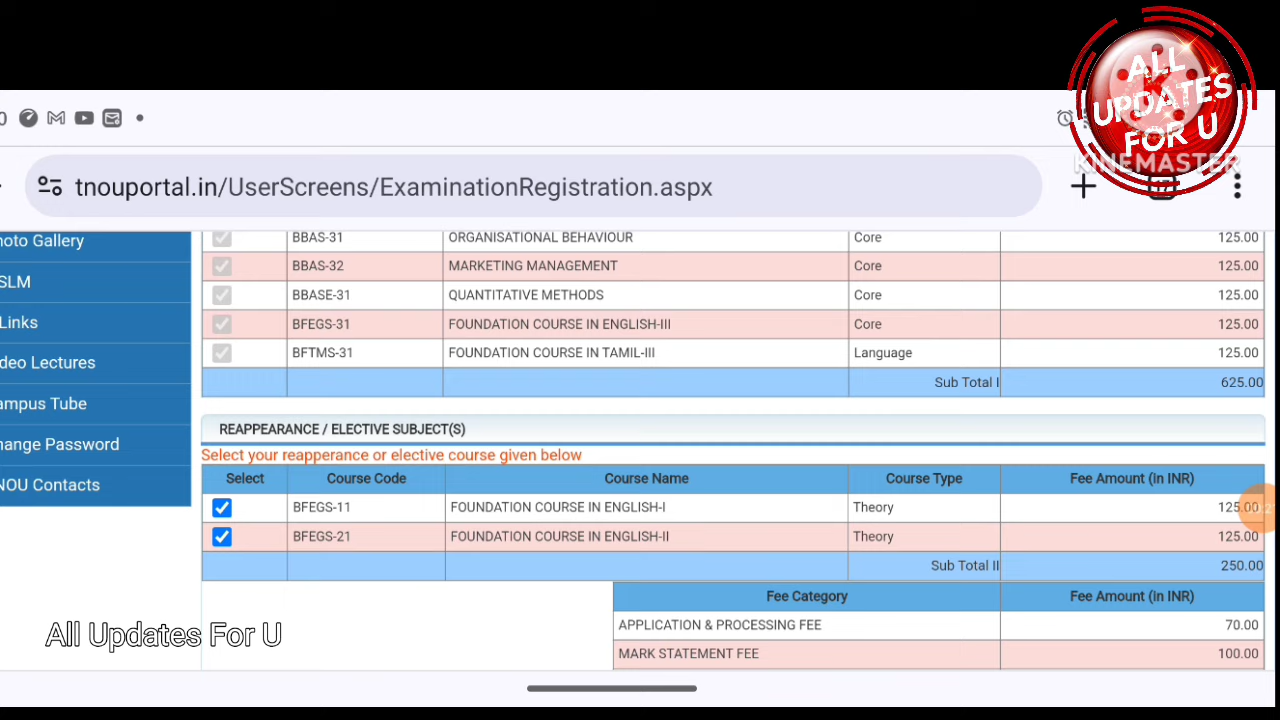 ALL
UPDATES
FOR U
KINEMASTER
tnouportal.in/UserScreens/ExaminationRegistration.aspx
hoto Gallery
SLM
Links
deo Lectures
ampus Tube
hange Password
NOU Contacts
BBAS-31 ORGANISATIONAL BEHAVIOUR Core 125.00
BBAS-32 MARKETING MANAGEMENT Core 125.00
BBASE-31 QUANTITATIVE METHODS Core 125.00
BFEGS-31 FOUNDATION COURSE IN ENGLISH-III Core 125.00
BFTMS-31 FOUNDATION COURSE IN TAMIL-III Language 125.00
Sub Total I 625.00
REAPPEARANCE / ELECTIVE SUBJECT(S)
Select your reapperance or elective course given below
Select Course Code Course Name Course Type Fee Amount (in INR)
BFEGS-11 FOUNDATION COURSE IN ENGLISH-I Theory 125.00
BFEGS-21 FOUNDATION COURSE IN ENGLISH-II Theory 125.00
Sub Total II 250.00
Fee Category Fee Amount (in INR)
APPLICATION & PROCESSING FEE 70.00
MARK STATEMENT FEE 100.00
All Updates For U